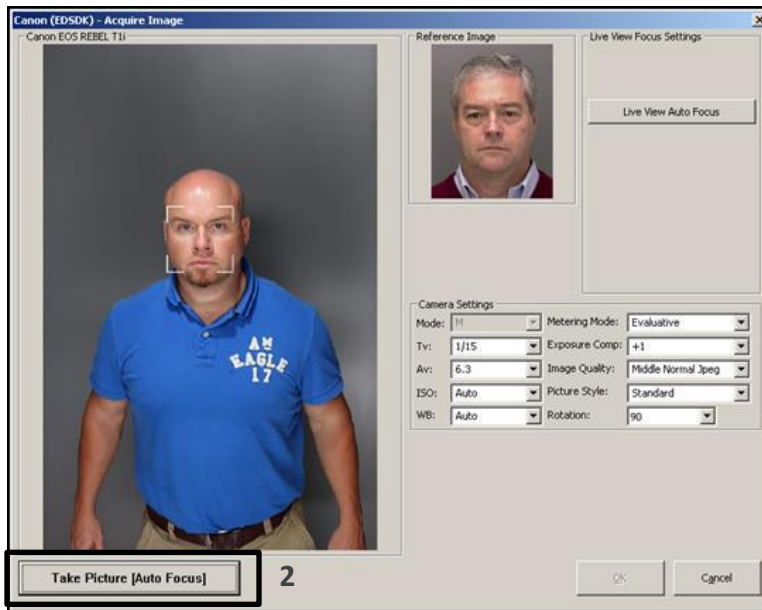 Canon (EDSDK) - Acquire Image
Canon EOS REBEL T1i
Reference Image
Live View Focus Settings
Live View Auto Focus
AM
EAGLE
17
Camera Settings
Mode: M Metering Mode: Evaluative
Tv: 1/15 Exposure Comp: +1
Av: 6.3 Image Quality: Middle Normal Jpeg
ISO: Auto Picture Style: Standard
WB: Auto Rotation: 90
Take Picture [Auto Focus] 2 OK Cancel